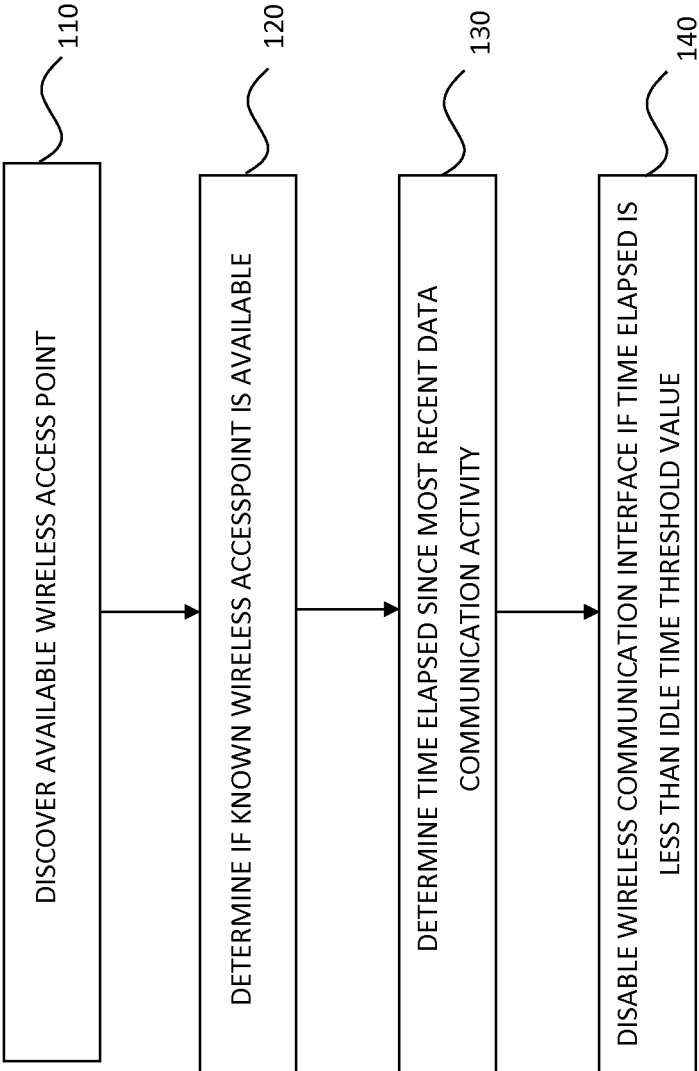 110
DISCOVER AVAILABLE WIRELESS ACCESS POINT
120
DETERMINE IF KNOWN WIRELESS ACCESSPOINT IS AVAILABLE
130
DETERMINE TIME ELAPSED SINCE MOST RECENT DATA
COMMUNICATION ACTIVITY
140
DISABLE WIRELESS COMMUNICATION INTERFACE IF TIME ELAPSED IS
LESS THAN IDLE TIME THRESHOLD VALUE